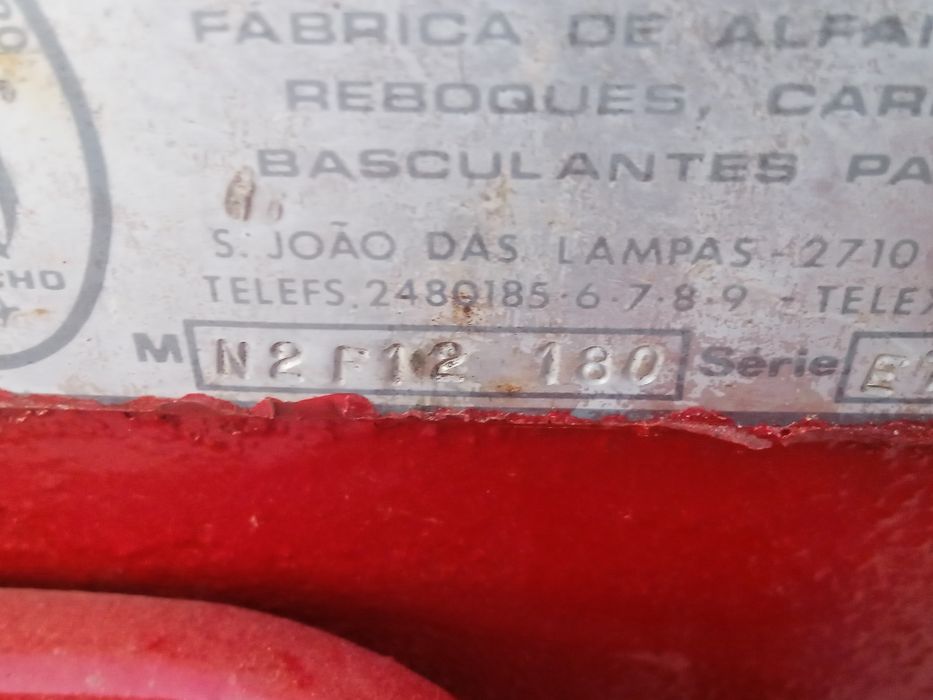 FÁBRICA DE ALFA
REBOQUES, CAR
BASCULANTES PA
S. JOÃO DAS LAMPAS - 2710
TELEFS. 2480185·6·7·8·9 - TELEX
M N2F12 180 Série